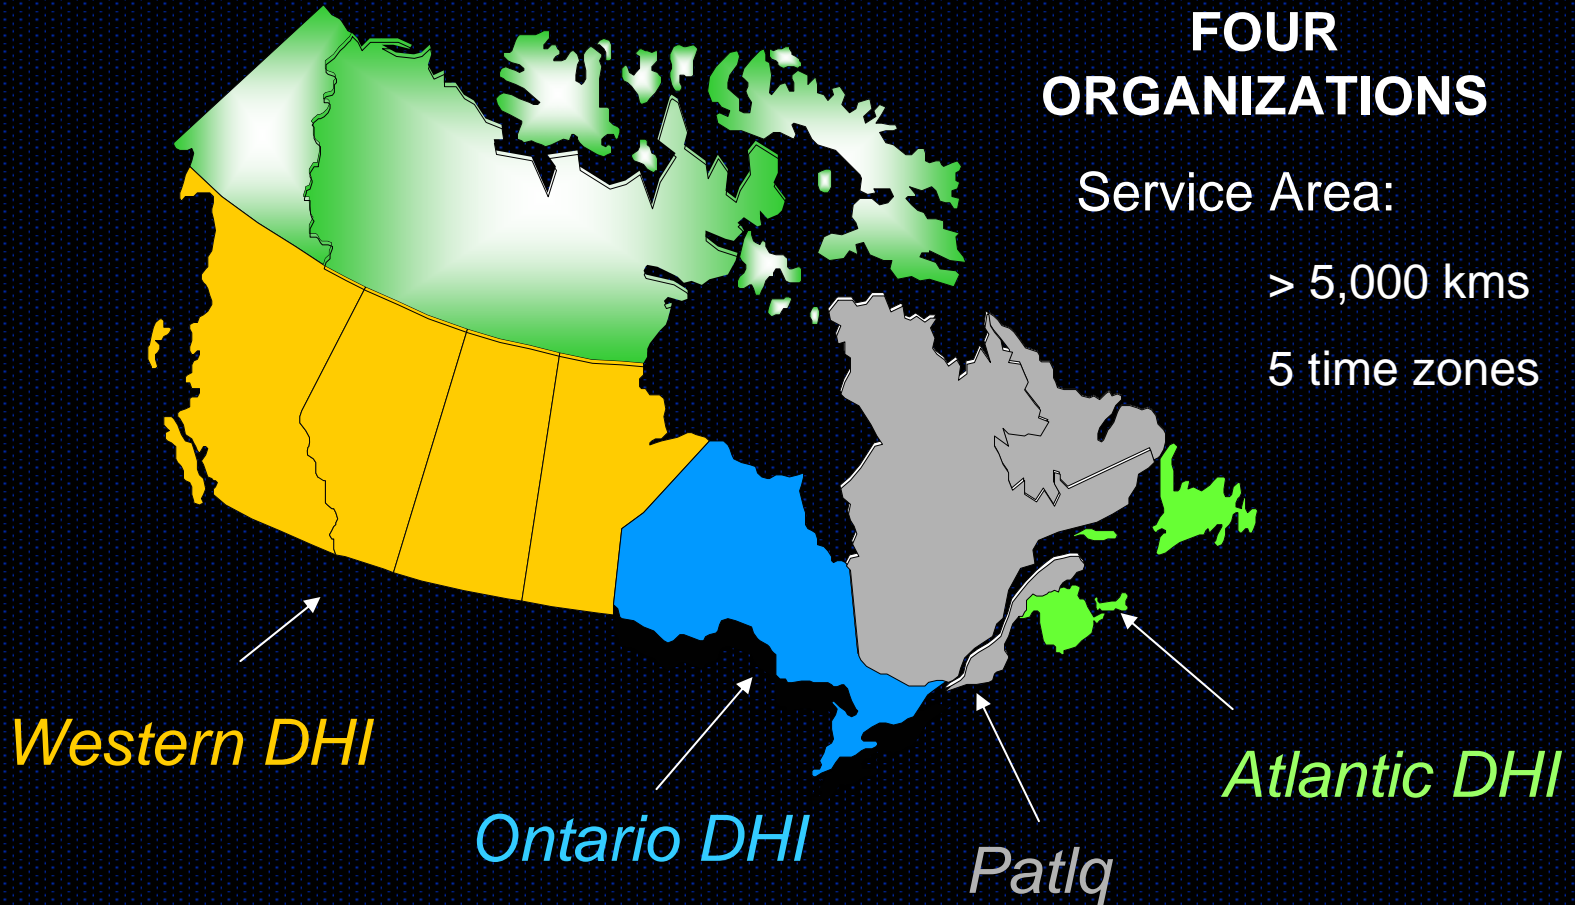 FOUR
ORGANIZATIONS
Service Area:
> 5,000 kms
5 time zones
Western DHI
Ontario DHI
Patlq
Atlantic DHI